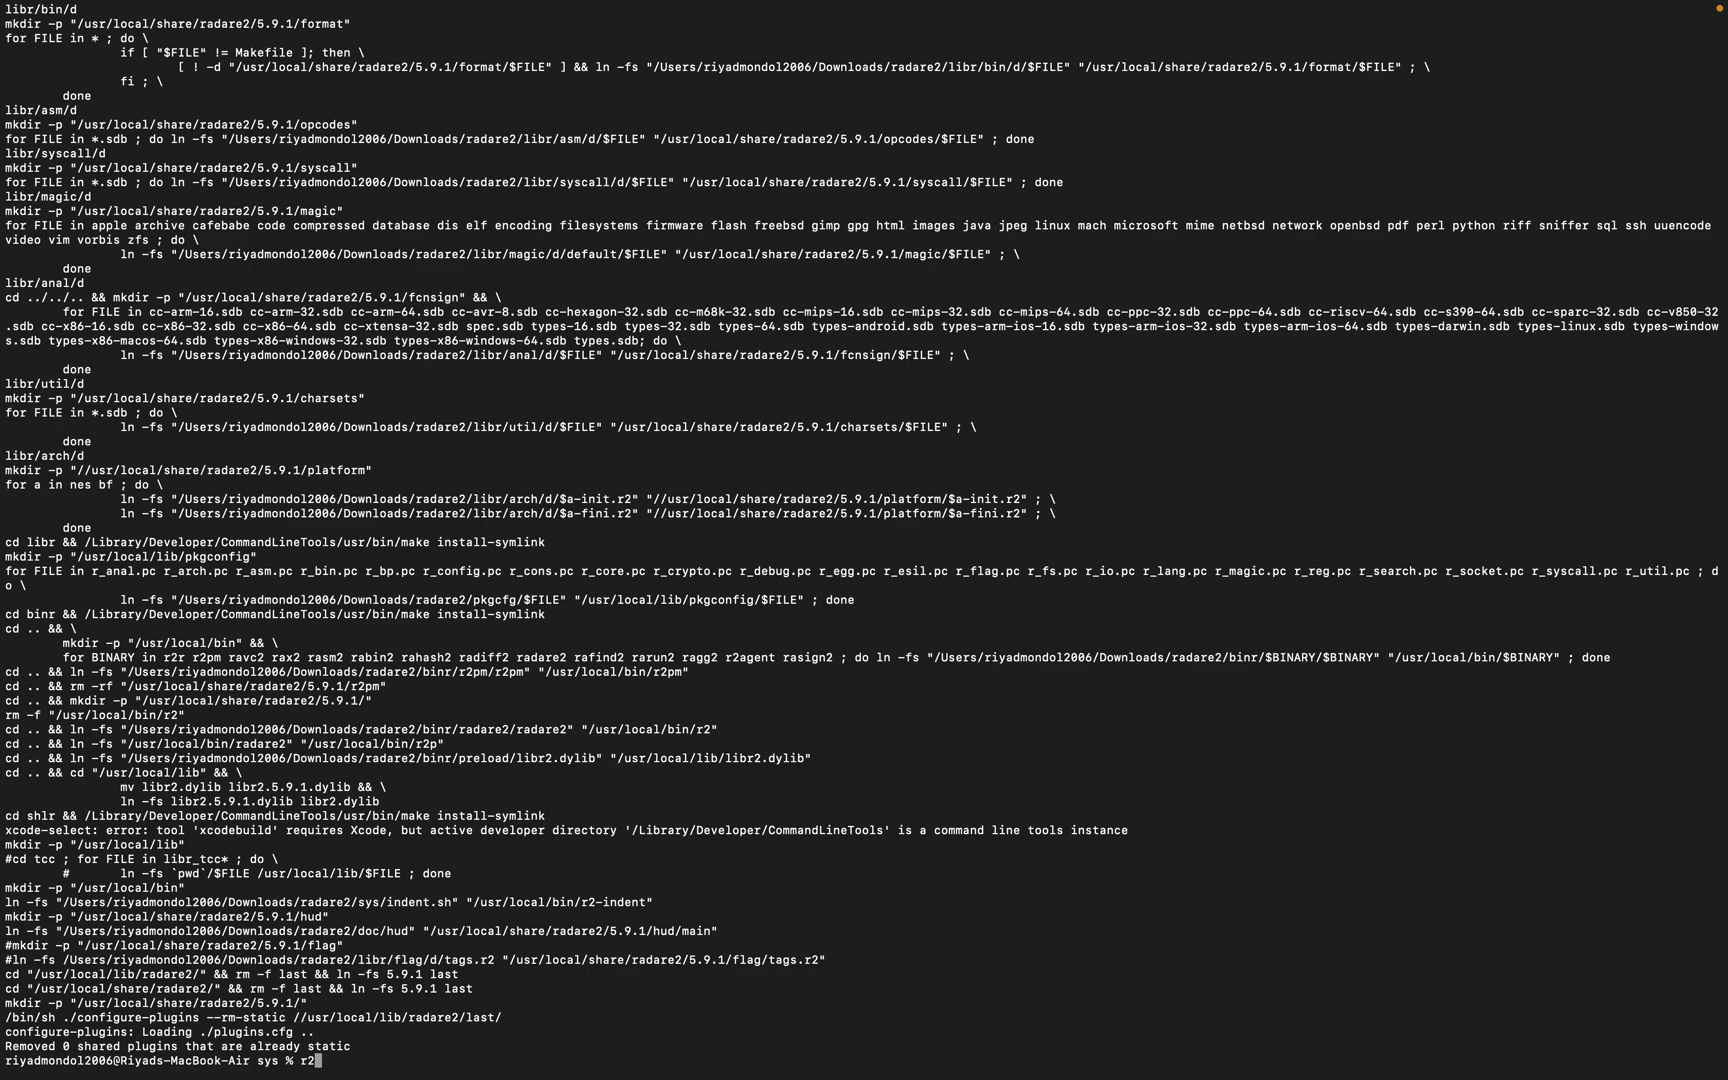 libr/bin/d
mkdir -p "/usr/local/share/radare2/5.9.1/format"
for FILE in * ; do \
if [ "$FILE" != Makefile ]; then \
[ ! -d "/usr/local/share/radare2/5.9.1/format/$FILE" ] && ln -fs "/Users/riyadmondol2006/Downloads/radare2/libr/bin/d/$FILE" "/usr/local/share/radare2/5.9.1/format/$FILE" ; \
fi ; \
done
libr/asm/d
mkdir -p "/usr/local/share/radare2/5.9.1/opcodes"
for FILE in *.sdb ; do ln -fs "/Users/riyadmondol2006/Downloads/radare2/libr/asm/d/$FILE" "/usr/local/share/radare2/5.9.1/opcodes/$FILE" ; done
libr/syscall/d
mkdir -p "/usr/local/share/radare2/5.9.1/syscall"
for FILE in *.sdb ; do ln -fs "/Users/riyadmondol2006/Downloads/radare2/libr/syscall/d/$FILE" "/usr/local/share/radare2/5.9.1/syscall/$FILE" ; done
libr/magic/d
mkdir -p "/usr/local/share/radare2/5.9.1/magic"
for FILE in apple archive cafebabe code compressed database dis elf encoding filesystems firmware flash freebsd gimp gpg html images java jpeg linux mach microsoft mime netbsd network openbsd pdf perl python riff sniffer sql ssh uuencode
video vim vorbis zfs ; do \
ln -fs "/Users/riyadmondol2006/Downloads/radare2/libr/magic/d/default/$FILE" "/usr/local/share/radare2/5.9.1/magic/$FILE" ; \
done
libr/anal/d
cd ../../.. && mkdir -p "/usr/local/share/radare2/5.9.1/fcnsign" && \
for FILE in cc-arm-16.sdb cc-arm-32.sdb cc-arm-64.sdb cc-avr-8.sdb cc-hexagon-32.sdb cc-m68k-32.sdb cc-mips-16.sdb cc-mips-32.sdb cc-mips-64.sdb cc-ppc-32.sdb cc-ppc-64.sdb cc-riscv-64.sdb cc-s390-64.sdb cc-sparc-32.sdb cc-v850-32
.sdb cc-x86-16.sdb cc-x86-32.sdb cc-x86-64.sdb cc-xtensa-32.sdb spec.sdb types-16.sdb types-32.sdb types-64.sdb types-android.sdb types-arm-ios-16.sdb types-arm-ios-32.sdb types-arm-ios-64.sdb types-darwin.sdb types-linux.sdb types-window
s.sdb types-x86-macos-64.sdb types-x86-windows-32.sdb types-x86-windows-64.sdb types.sdb; do \
ln -fs "/Users/riyadmondol2006/Downloads/radare2/libr/anal/d/$FILE" "/usr/local/share/radare2/5.9.1/fcnsign/$FILE" ; \
done
libr/util/d
mkdir -p "/usr/local/share/radare2/5.9.1/charsets"
for FILE in *.sdb ; do \
ln -fs "/Users/riyadmondol2006/Downloads/radare2/libr/util/d/$FILE" "/usr/local/share/radare2/5.9.1/charsets/$FILE" ; \
done
libr/arch/d
mkdir -p "//usr/local/share/radare2/5.9.1/platform"
for a in nes bf ; do \
ln -fs "/Users/riyadmondol2006/Downloads/radare2/libr/arch/d/$a-init.r2" "//usr/local/share/radare2/5.9.1/platform/$a-init.r2" ; \
ln -fs "/Users/riyadmondol2006/Downloads/radare2/libr/arch/d/$a-fini.r2" "//usr/local/share/radare2/5.9.1/platform/$a-fini.r2" ; \
done
cd libr && /Library/Developer/CommandLineTools/usr/bin/make install-symlink
mkdir -p "/usr/local/lib/pkgconfig"
for FILE in r_anal.pc r_arch.pc r_asm.pc r_bin.pc r_bp.pc r_config.pc r_cons.pc r_core.pc r_crypto.pc r_debug.pc r_egg.pc r_esil.pc r_flag.pc r_fs.pc r_io.pc r_lang.pc r_magic.pc r_reg.pc r_search.pc r_socket.pc r_syscall.pc r_util.pc ; d
o \
ln -fs "/Users/riyadmondol2006/Downloads/radare2/pkgcfg/$FILE" "/usr/local/lib/pkgconfig/$FILE" ; done
cd binr && /Library/Developer/CommandLineTools/usr/bin/make install-symlink
cd .. && \
mkdir -p "/usr/local/bin" && \
for BINARY in r2r r2pm ravc2 rax2 rasm2 rabin2 rahash2 radiff2 radare2 rafind2 rarun2 ragg2 r2agent rasign2 ; do ln -fs "/Users/riyadmondol2006/Downloads/radare2/binr/$BINARY/$BINARY" "/usr/local/bin/$BINARY" ; done
cd .. && ln -fs "/Users/riyadmondol2006/Downloads/radare2/binr/r2pm/r2pm" "/usr/local/bin/r2pm"
cd .. && rm -rf "/usr/local/share/radare2/5.9.1/r2pm"
cd .. && mkdir -p "/usr/local/share/radare2/5.9.1/"
rm -f "/usr/local/bin/r2"
cd .. && ln -fs "/Users/riyadmondol2006/Downloads/radare2/binr/radare2/radare2" "/usr/local/bin/r2"
cd .. && ln -fs "/usr/local/bin/radare2" "/usr/local/bin/r2p"
cd .. && ln -fs "/Users/riyadmondol2006/Downloads/radare2/binr/preload/libr2.dylib" "/usr/local/lib/libr2.dylib"
cd .. && cd "/usr/local/lib" && \
mv libr2.dylib libr2.5.9.1.dylib && \
ln -fs libr2.5.9.1.dylib libr2.dylib
cd shlr && /Library/Developer/CommandLineTools/usr/bin/make install-symlink
xcode-select: error: tool 'xcodebuild' requires Xcode, but active developer directory '/Library/Developer/CommandLineTools' is a command line tools instance
mkdir -p "/usr/local/lib"
#cd tcc ; for FILE in libr_tcc* ; do \
# ln -fs `pwd`/$FILE /usr/local/lib/$FILE ; done
mkdir -p "/usr/local/bin"
ln -fs "/Users/riyadmondol2006/Downloads/radare2/sys/indent.sh" "/usr/local/bin/r2-indent"
mkdir -p "/usr/local/share/radare2/5.9.1/hud"
ln -fs "/Users/riyadmondol2006/Downloads/radare2/doc/hud" "/usr/local/share/radare2/5.9.1/hud/main"
#mkdir -p "/usr/local/share/radare2/5.9.1/flag"
#ln -fs /Users/riyadmondol2006/Downloads/radare2/libr/flag/d/tags.r2 "/usr/local/share/radare2/5.9.1/flag/tags.r2"
cd "/usr/local/lib/radare2/" && rm -f last && ln -fs 5.9.1 last
cd "/usr/local/share/radare2/" && rm -f last && ln -fs 5.9.1 last
mkdir -p "/usr/local/share/radare2/5.9.1/"
/bin/sh ./configure-plugins --rm-static //usr/local/lib/radare2/last/
configure-plugins: Loading ./plugins.cfg ..
Removed 0 shared plugins that are already static
riyadmondol2006@Riyads-MacBook-Air sys % r2